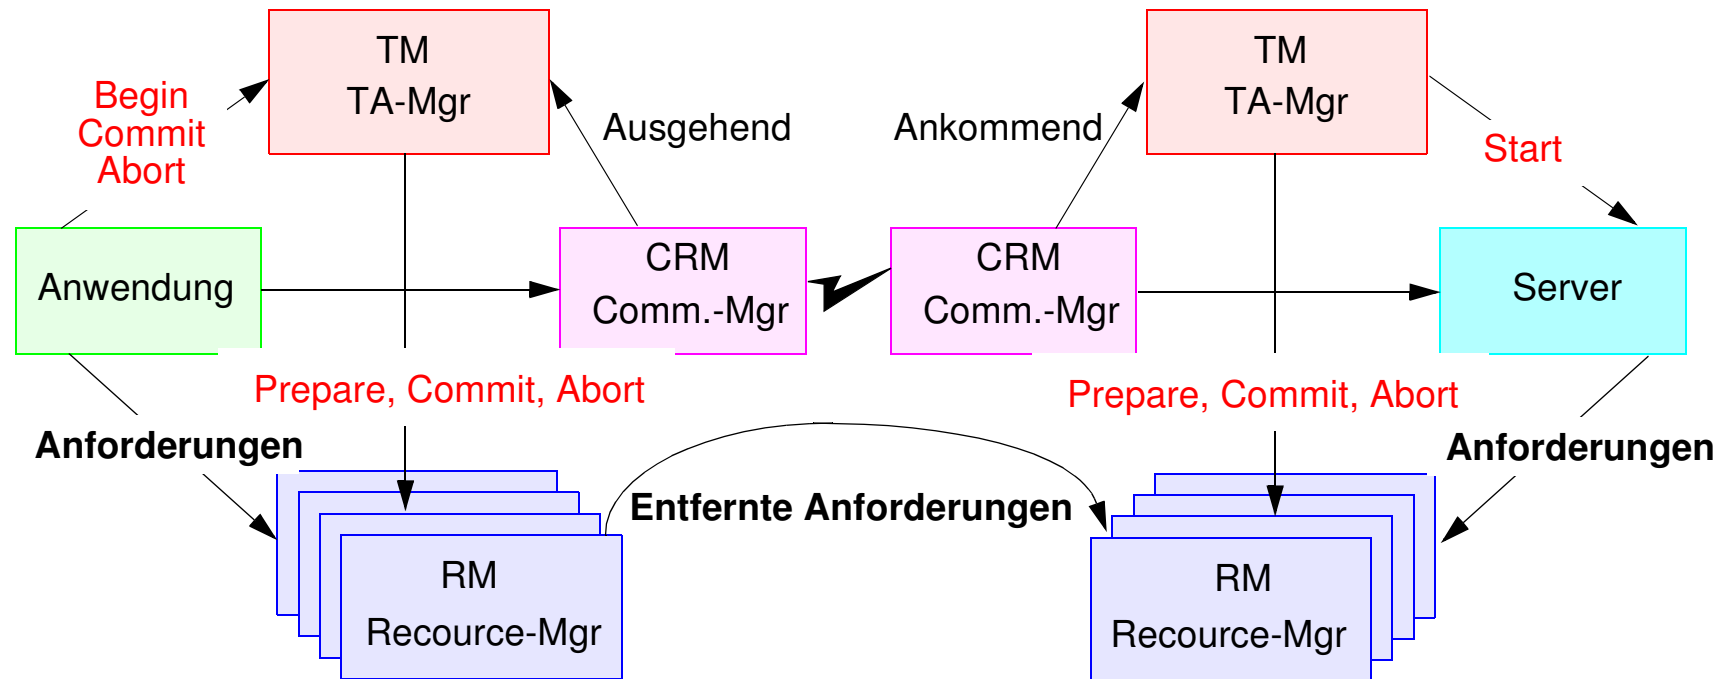 TM
TA-Mgr
TM
TA-Mgr
Begin
Commit
Abort
Ausgehend
Ankommend
Start
Anwendung
CRM
Comm.-Mgr
CRM
Comm.-Mgr
Server
Prepare, Commit, Abort
Prepare, Commit, Abort
Anforderungen
Anforderungen
Entfernte Anforderungen
RM
Recource-Mgr
RM
Recource-Mgr